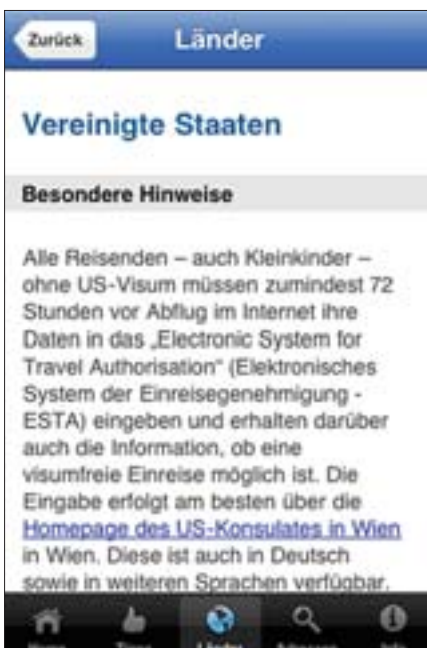 Zurück
Länder
Vereinigte Staaten
Besondere Hinweise
Alle Reisenden – auch Kleinkinder –
ohne US-Visum müssen zumindest 72
Stunden vor Abflug im Internet ihre
Daten in das „Electronic System for
Travel Authorisation" (Elektronisches
System der Einreisegenehmigung -
ESTA) eingeben und erhalten darüber
auch die Information, ob eine
visumfreie Einreise möglich ist. Die
Eingabe erfolgt am besten über die
Homepage des US-Konsulates in Wien
in Wien. Diese ist auch in Deutsch
sowie in weiteren Sprachen verfügbar.
Länder